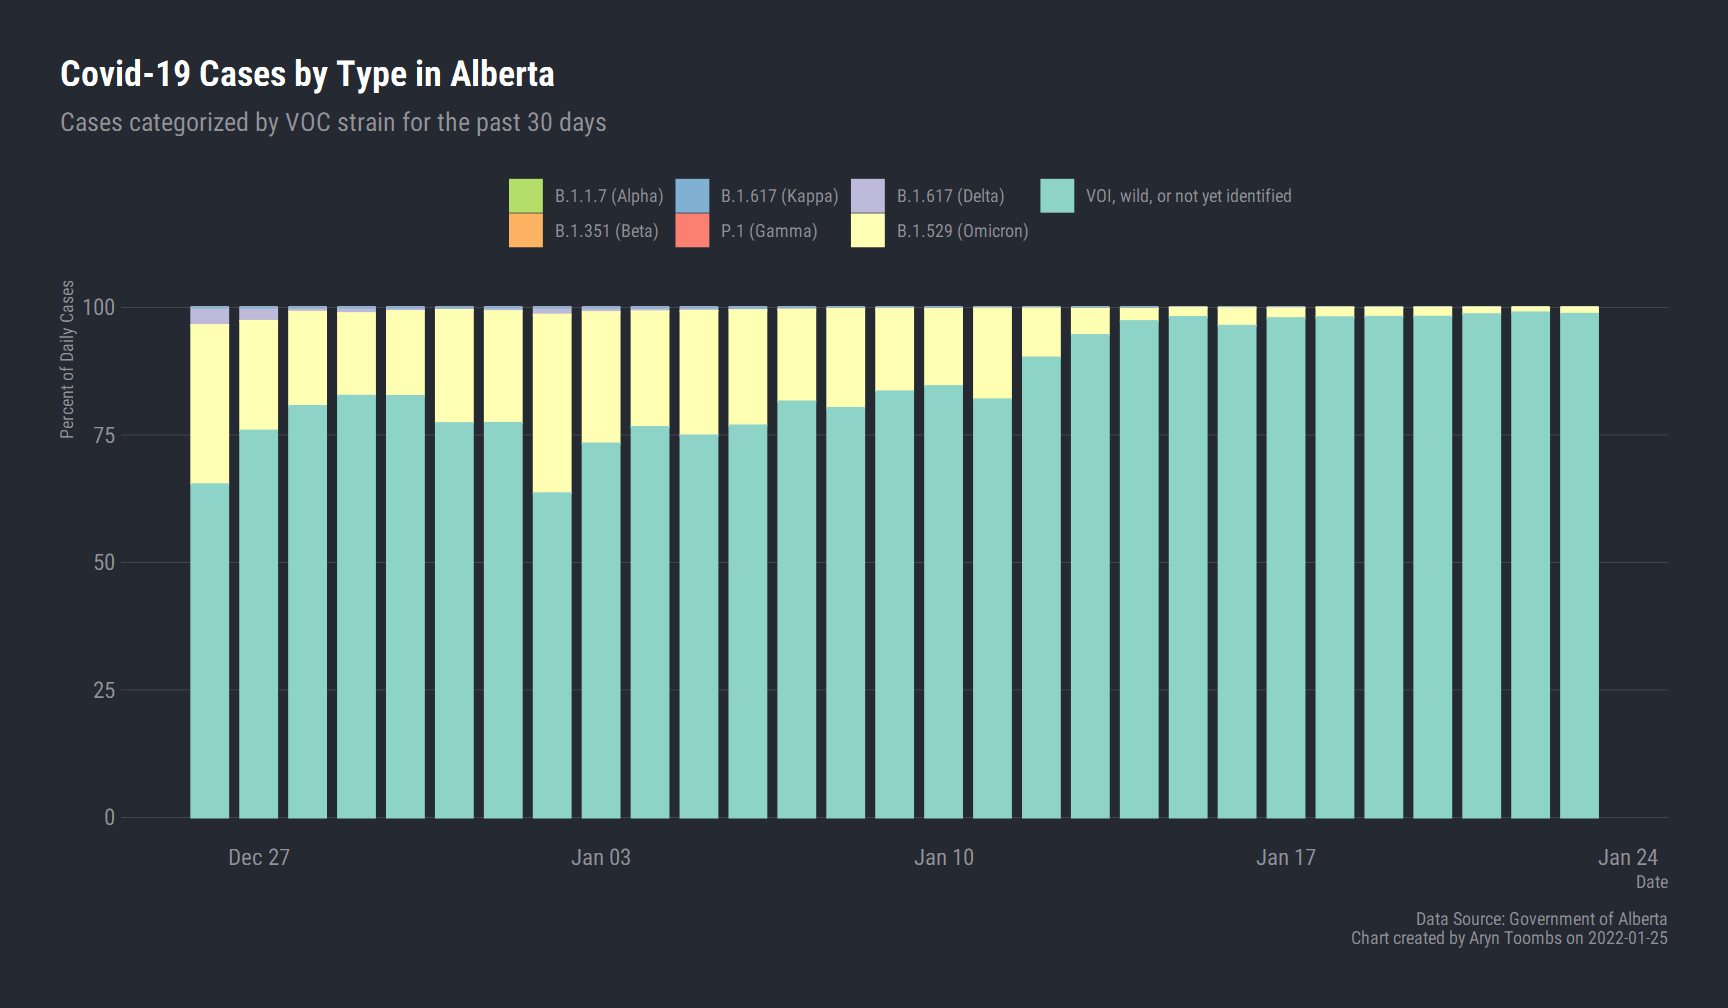 Covid-19 Cases by Type in Alberta
Cases categorized by VOC strain for the past 30 days
B.1.1.7 (Alpha) B.1.617 (Kappa) B.1.617 (Delta) VOI, wild, or not yet identified
B.1.351 (Beta) P.1 (Gamma) B.1.529 (Omicron)
Percent of Daily Cases
100
75
50
25
0
Dec 27 Jan 03 Jan 10 Jan 17 Jan 24
Date
Data Source: Government of Alberta
Chart created by Aryn Toombs on 2022-01-25